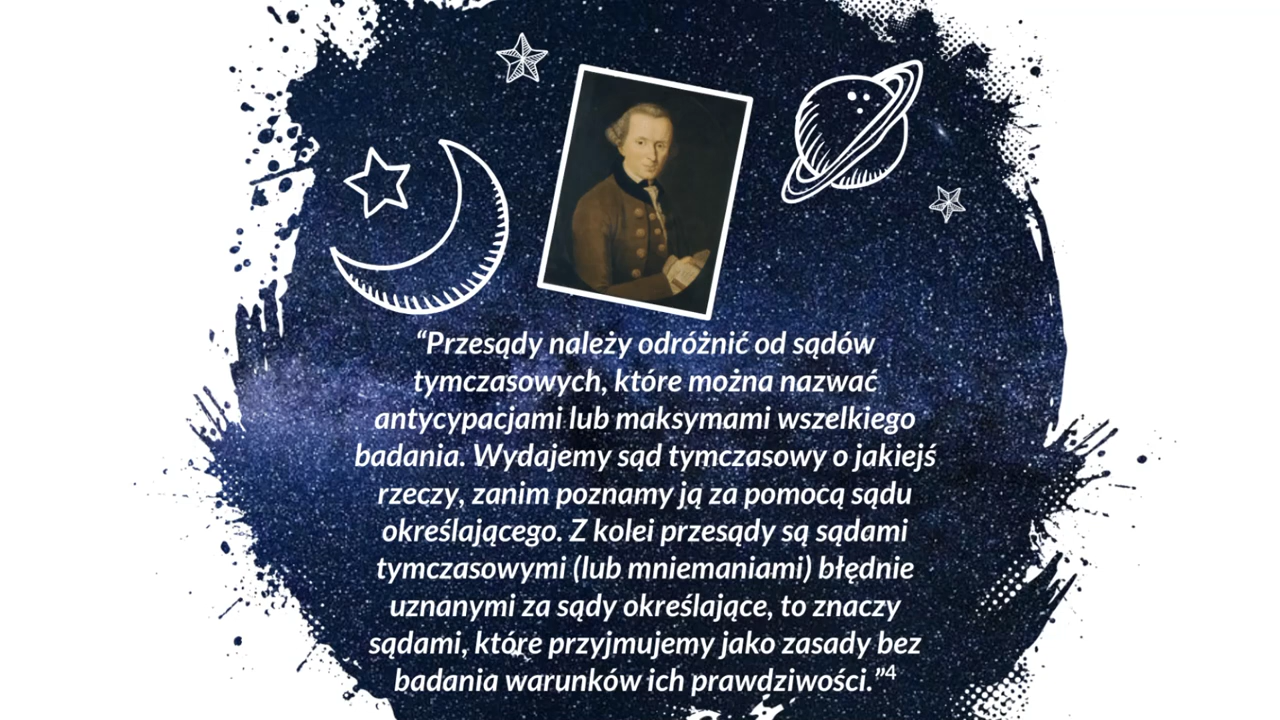 “Przesądy należy odróżnić od sądów
tymczasowych, które można nazwać
antycypacjami lub maksymami wszelkiego
badania. Wydajemy sąd tymczasowy o jakiejś
rzeczy, zanim poznamy ją za pomocą sądu
określającego. Z kolei przesądy są sądami
tymczasowymi (lub mniemaniami) błędnie
uznanymi za sądy określające, to znaczy
sądami, które przyjmujemy jako zasady bez
badania warunków ich prawdziwości.”⁴